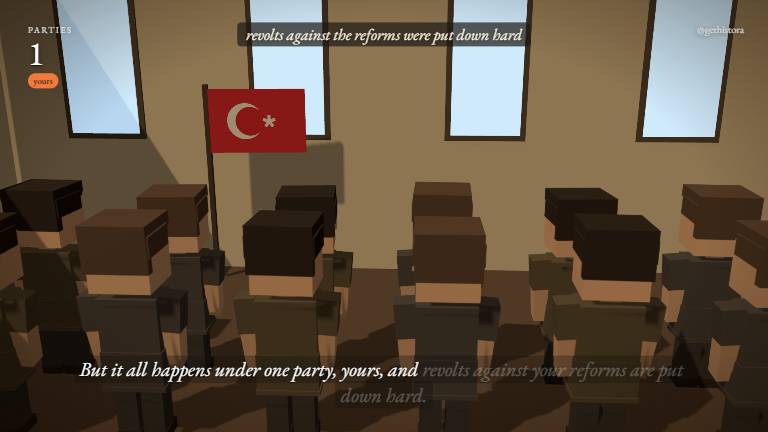 PARTIES
1
yours
revolts against the reforms were put down hard
@gethistora
But it all happens under one party, yours, and revolts against your reforms are put
down hard.